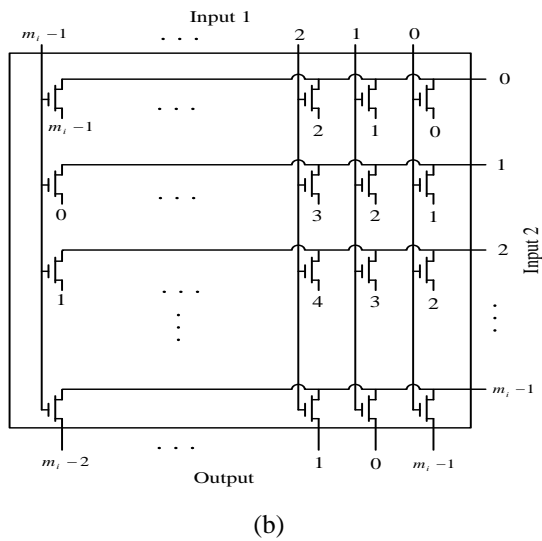 Input 1
m_i−1 . . . 2 1 0
0
. . .
m_i−1 2 1 0
1
0 . . . 3 2 1
2
Input 2
1 . . . 4 3 2
. . .
. . .
m_i−1
m_i−2 . . . 1 0 m_i−1
Output
(b)